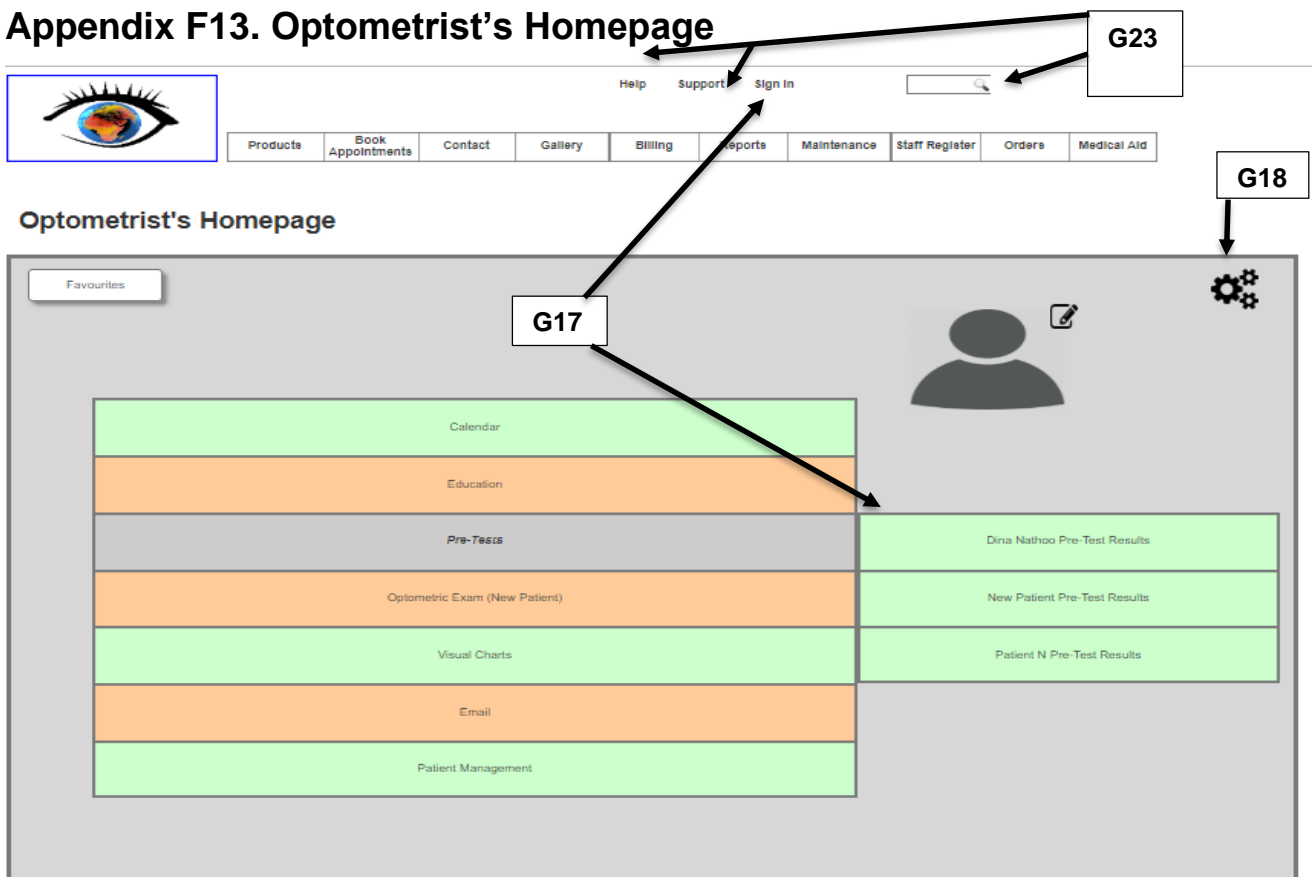 Appendix F13. Optometrist’s Homepage
G23
Help Support Sign In
Products Book Appointments Contact Gallery Billing Reports Maintenance Staff Register Orders Medical Aid
G18
Optometrist's Homepage
Favourites
G17
Calendar
Education
Pre-Tests Dina Nathoo Pre-Test Results
Optometric Exam (New Patient) New Patient Pre-Test Results
Visual Charts Patient N Pre-Test Results
Email
Patient Management